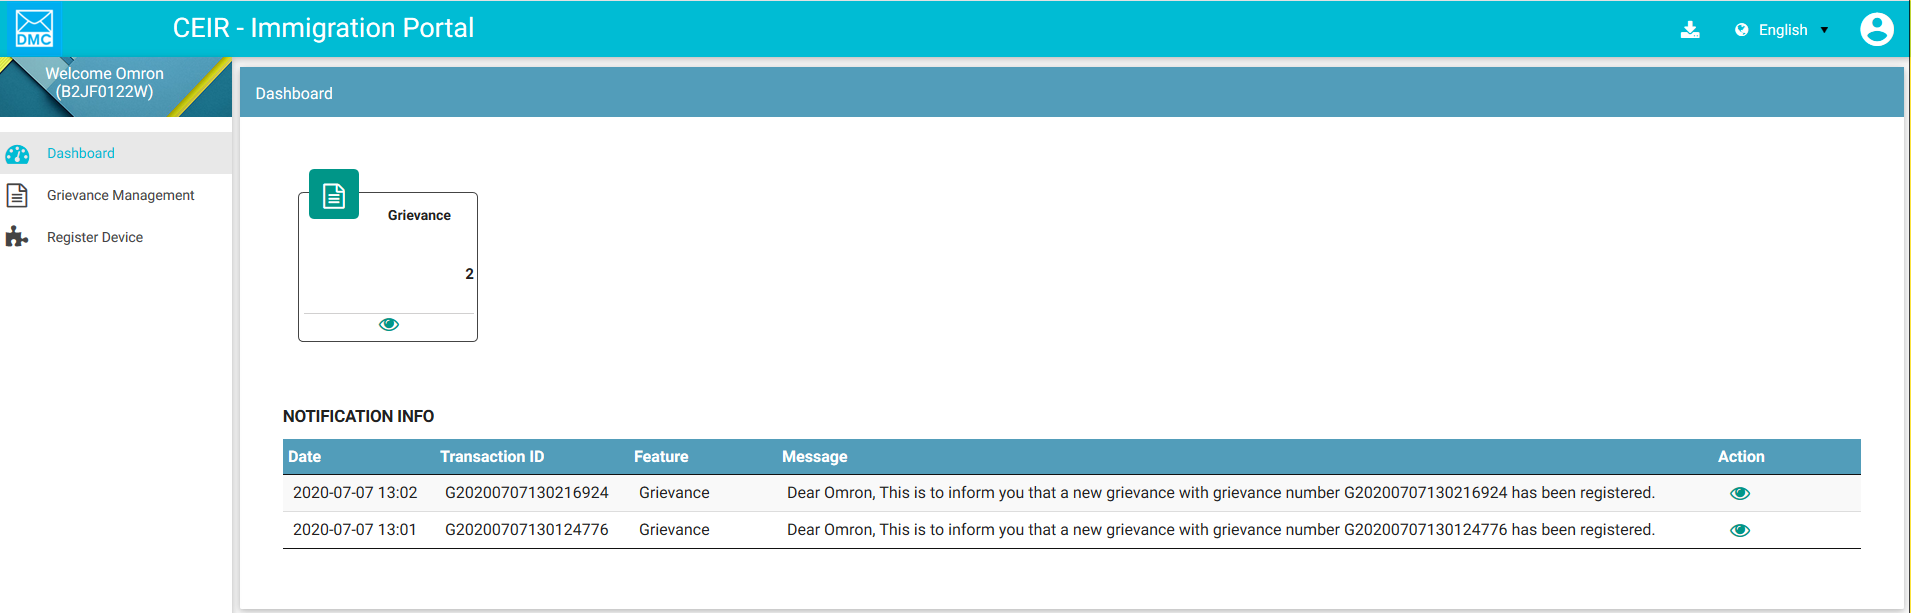 DMC
CEIR - Immigration Portal
English
Welcome Omron
(B2JF0122W)
Dashboard
Grievance Management
Register Device
Dashboard
Grievance
2
NOTIFICATION INFO
Date Transaction ID Feature Message Action
2020-07-07 13:02 G20200707130216924 Grievance Dear Omron, This is to inform you that a new grievance with grievance number G20200707130216924 has been registered.
2020-07-07 13:01 G20200707130124776 Grievance Dear Omron, This is to inform you that a new grievance with grievance number G20200707130124776 has been registered.